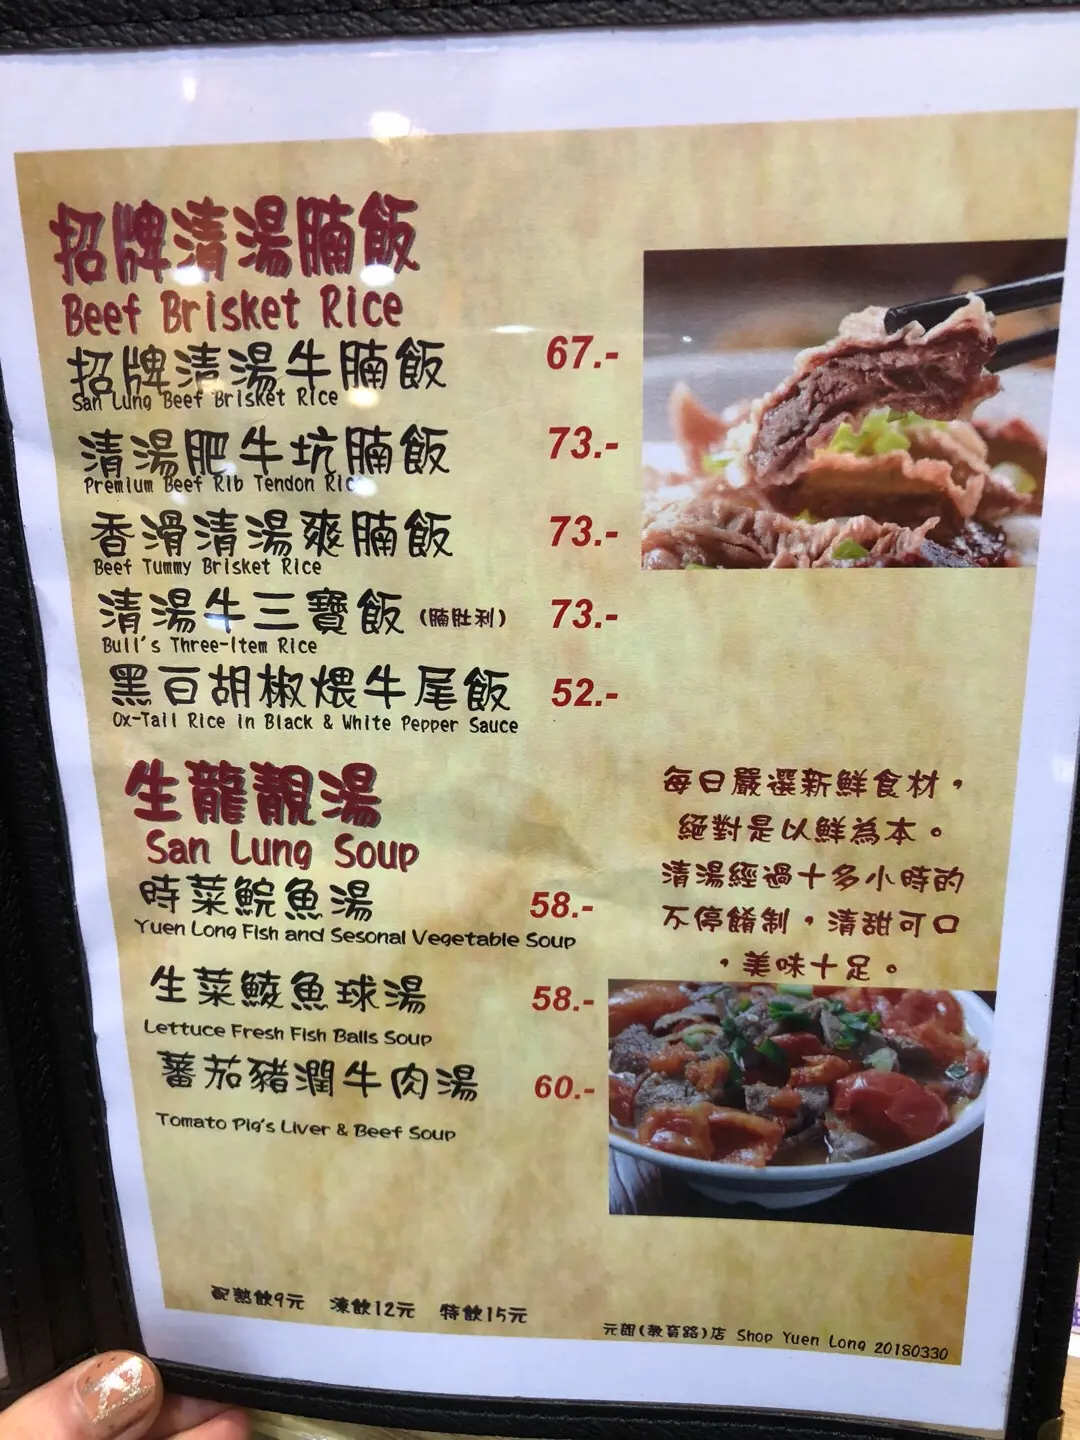 招牌清湯腩飯
Beef Brisket Rice
招牌清湯牛腩飯 67.-
San Lung Beef Brisket Rice
清湯肥牛坑腩飯 73.-
Premium Beef Rib Tendon Ric
香滑清湯爽腩飯 73.-
Beef Tummy Brisket Rice
清湯牛三寶飯(腩肚利) 73.-
Bull's Three-Item Rice
黑白胡椒煨牛尾飯 52.-
Ox-Tail Rice in Black & White Pepper Sauce
生龍靚湯
San Lung Soup
時菜鯇魚湯 58.-
Yuen Long Fish and Sesonal Vegetable Soup
生菜鯪魚球湯 58.-
Lettuce Fresh Fish Balls Soup
蕃茄豬潤牛肉湯 60.-
Tomato Pig's Liver & Beef Soup
每日嚴選新鮮食材，
絕對是以鮮為本。
清湯經過十多小時的
不停餚制，清甜可口
，美味十足。
配熱飲9元 凍飲12元 特飲15元
元朗(教育路)店 Shop Yuen Long 20180330